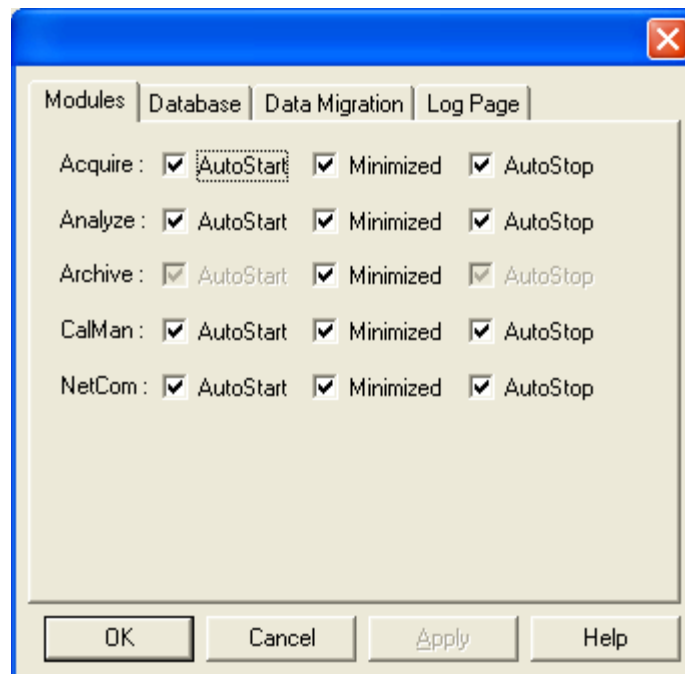 Modules Database Data Migration Log Page
Acquire : AutoStart Minimized AutoStop
Analyze : AutoStart Minimized AutoStop
Archive : AutoStart Minimized AutoStop
CalMan : AutoStart Minimized AutoStop
NetCom : AutoStart Minimized AutoStop
OK Cancel Apply Help